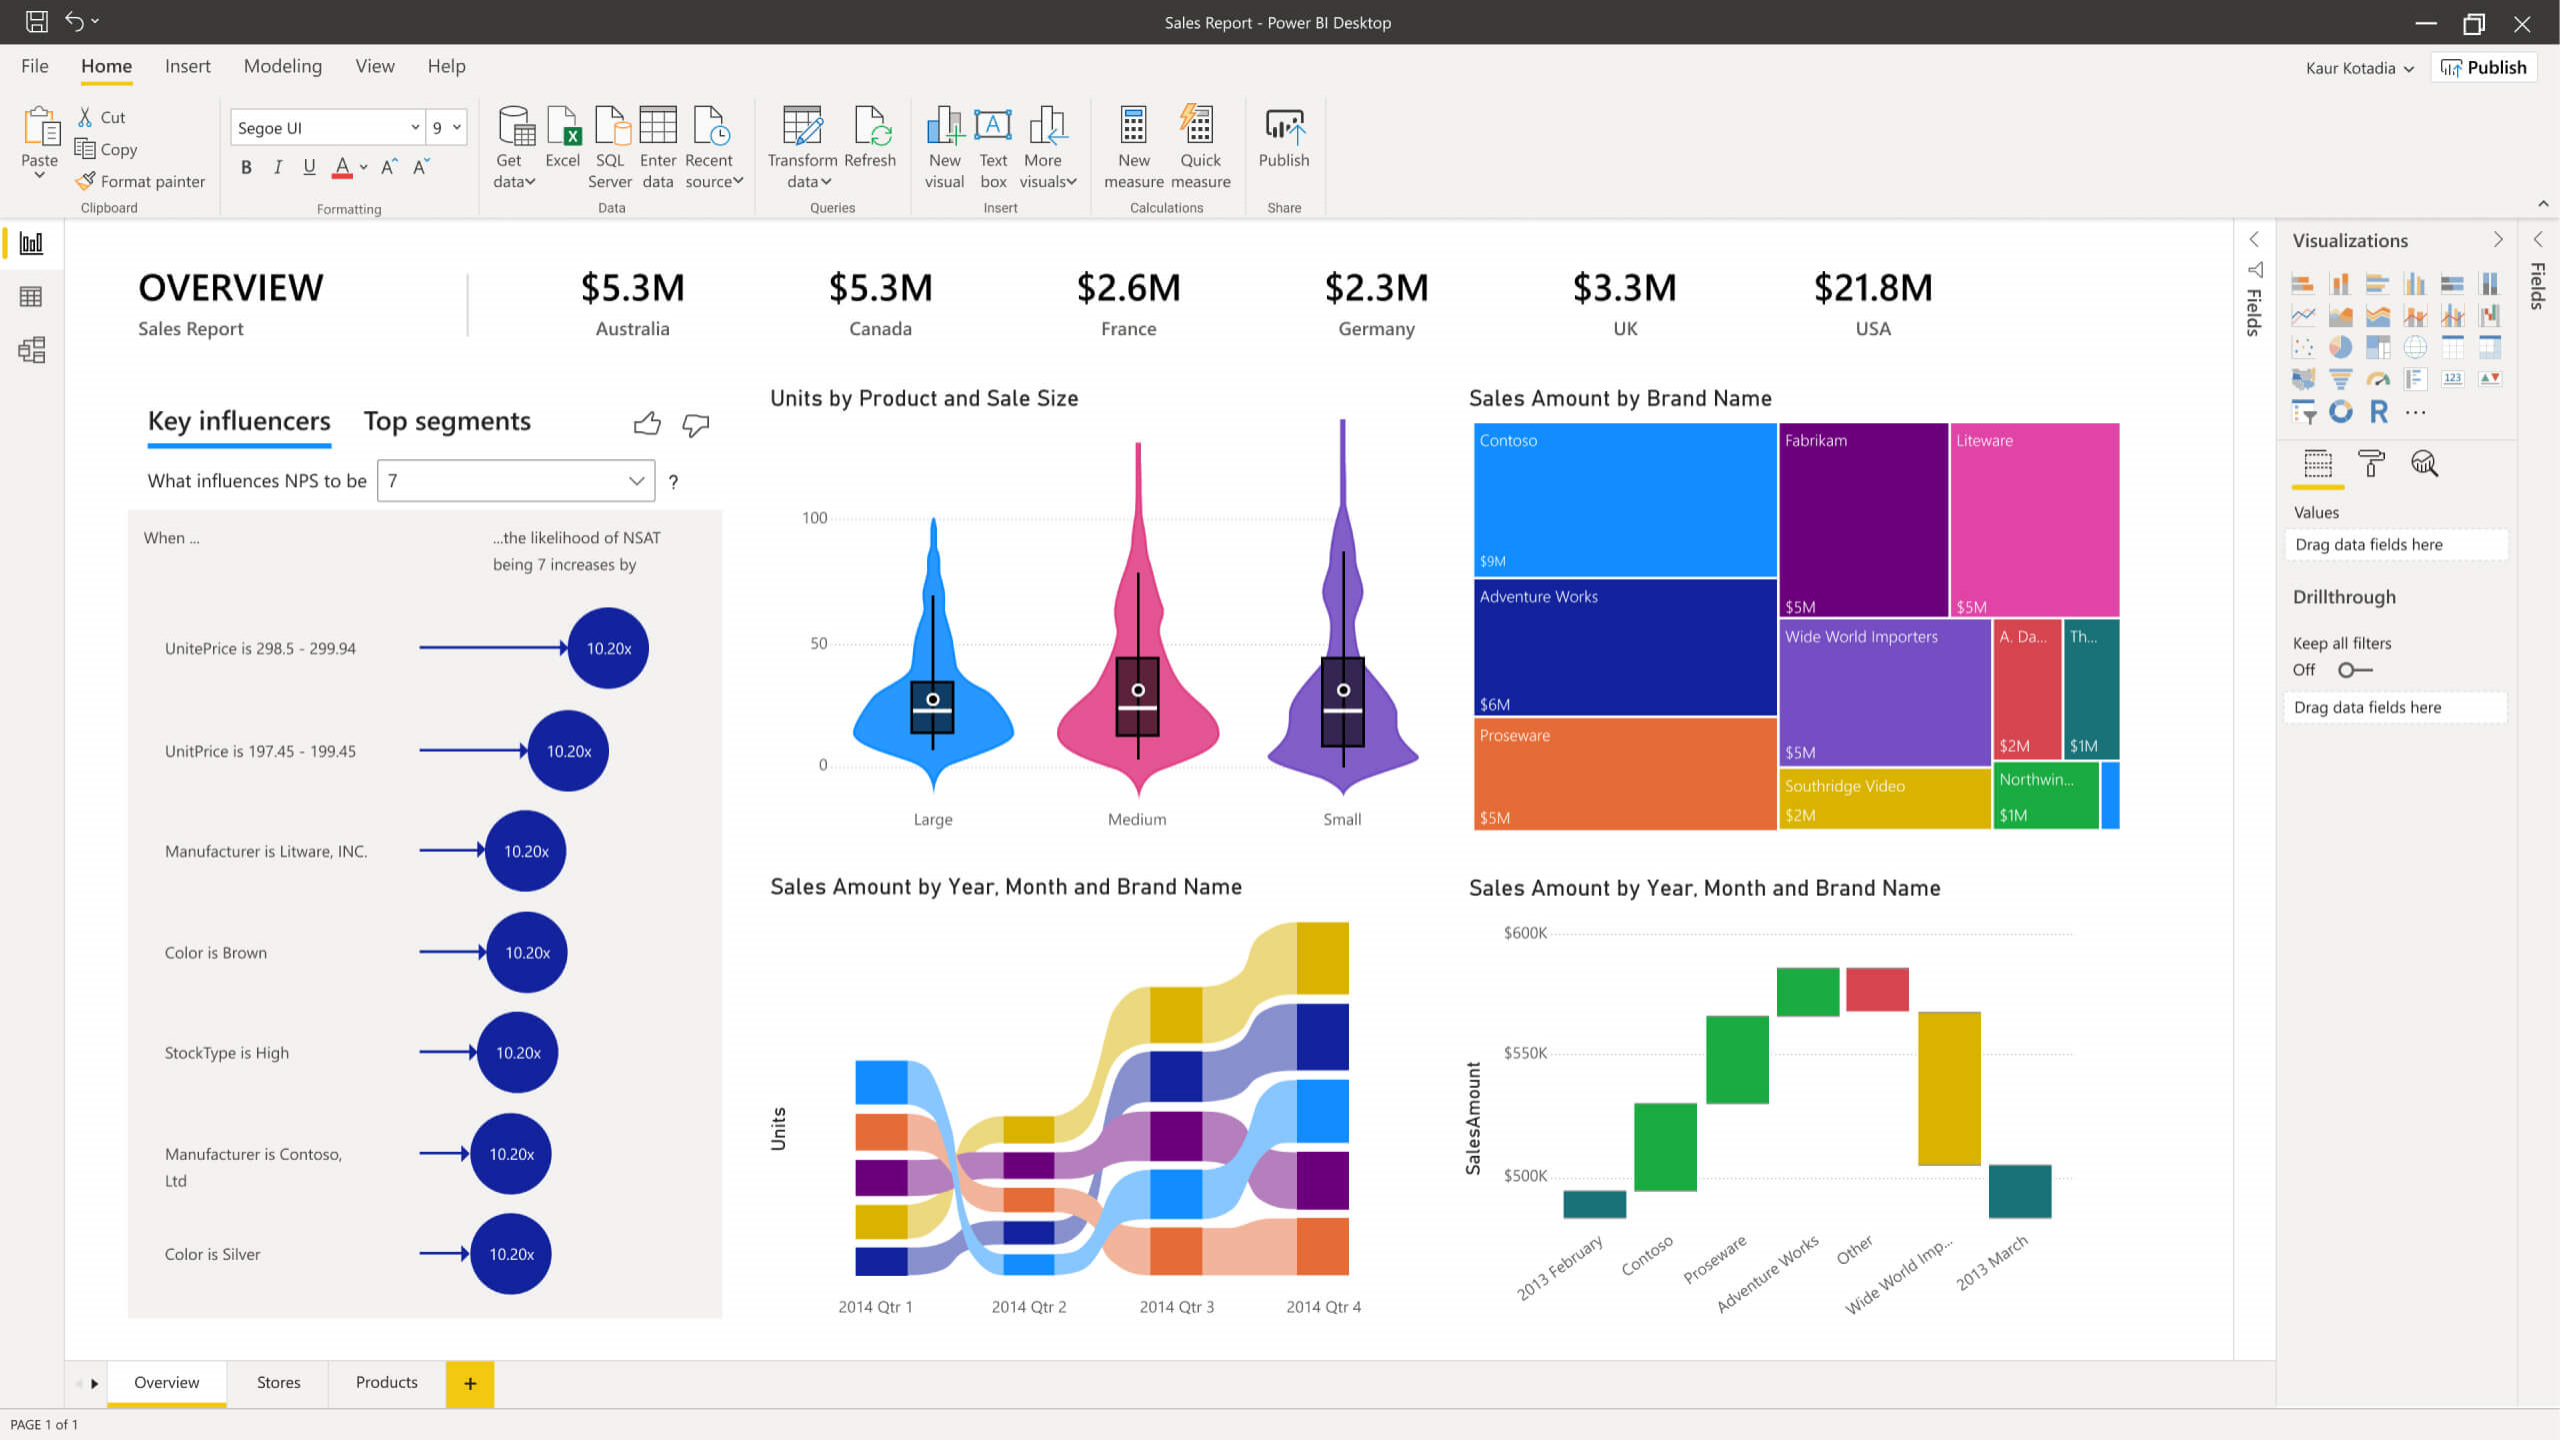 Sales Report - Power BI Desktop
File Home Insert Modeling View Help
Kaur Kotadia
Publish
Paste
Cut
Copy
Format painter
Clipboard
Segoe UI 9
B I U A A A
Formatting
Get data
Excel
SQL Server
Enter data
Recent source
Data
Transform data
Refresh
Queries
New visual
Text box
More visuals
Insert
New measure
Quick measure
Calculations
Publish
Share
OVERVIEW
Sales Report
$5.3M
Australia
$5.3M
Canada
$2.6M
France
$2.3M
Germany
$3.3M
UK
$21.8M
USA
Key influencers Top segments
What influences NPS to be 7 ?
When ...
...the likelihood of NSAT
being 7 increases by
UnitePrice is 298.5 - 299.94 10.20x
UnitPrice is 197.45 - 199.45 10.20x
Manufacturer is Litware, INC. 10.20x
Color is Brown 10.20x
StockType is High 10.20x
Manufacturer is Contoso,
Ltd
10.20x
Color is Silver 10.20x
Units by Product and Sale Size
100
50
0
Large Medium Small
Sales Amount by Brand Name
Contoso
$9M
Adventure Works
$6M
Proseware
$5M
Fabrikam
$5M
Liteware
$5M
Wide World Importers
$5M
A. Da...
$2M
Th...
$1M
Southridge Video
$2M
Northwin...
$1M
Sales Amount by Year, Month and Brand Name
Units
2014 Qtr 1 2014 Qtr 2 2014 Qtr 3 2014 Qtr 4
Sales Amount by Year, Month and Brand Name
SalesAmount
$600K
$550K
$500K
2013 February
Contoso
Proseware
Adventure Works
Other
Wide World Imp...
2013 March
Fields
Visualizations
123
R
...
Values
Drag data fields here
Drillthrough
Keep all filters
Off
Drag data fields here
Fields
Overview Stores Products +
PAGE 1 of 1